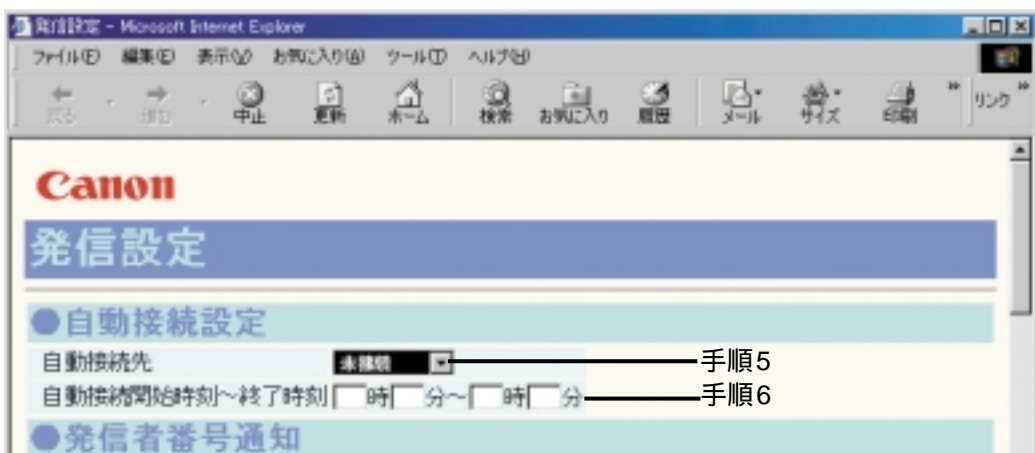 発信設定 - Microsoft Internet Explorer
ファイル(F) 編集(E) 表示(V) お気に入り(A) ツール(T) ヘルプ(H)
戻る 進む 中止 更新 ホーム 検索 お気に入り 履歴 メール サイズ 印刷 » リンク »
Canon
発信設定
●自動接続設定
自動接続先 未接続 手順5
自動接続開始時刻～終了時刻 時 分～ 時 分 手順6
●発信者番号通知